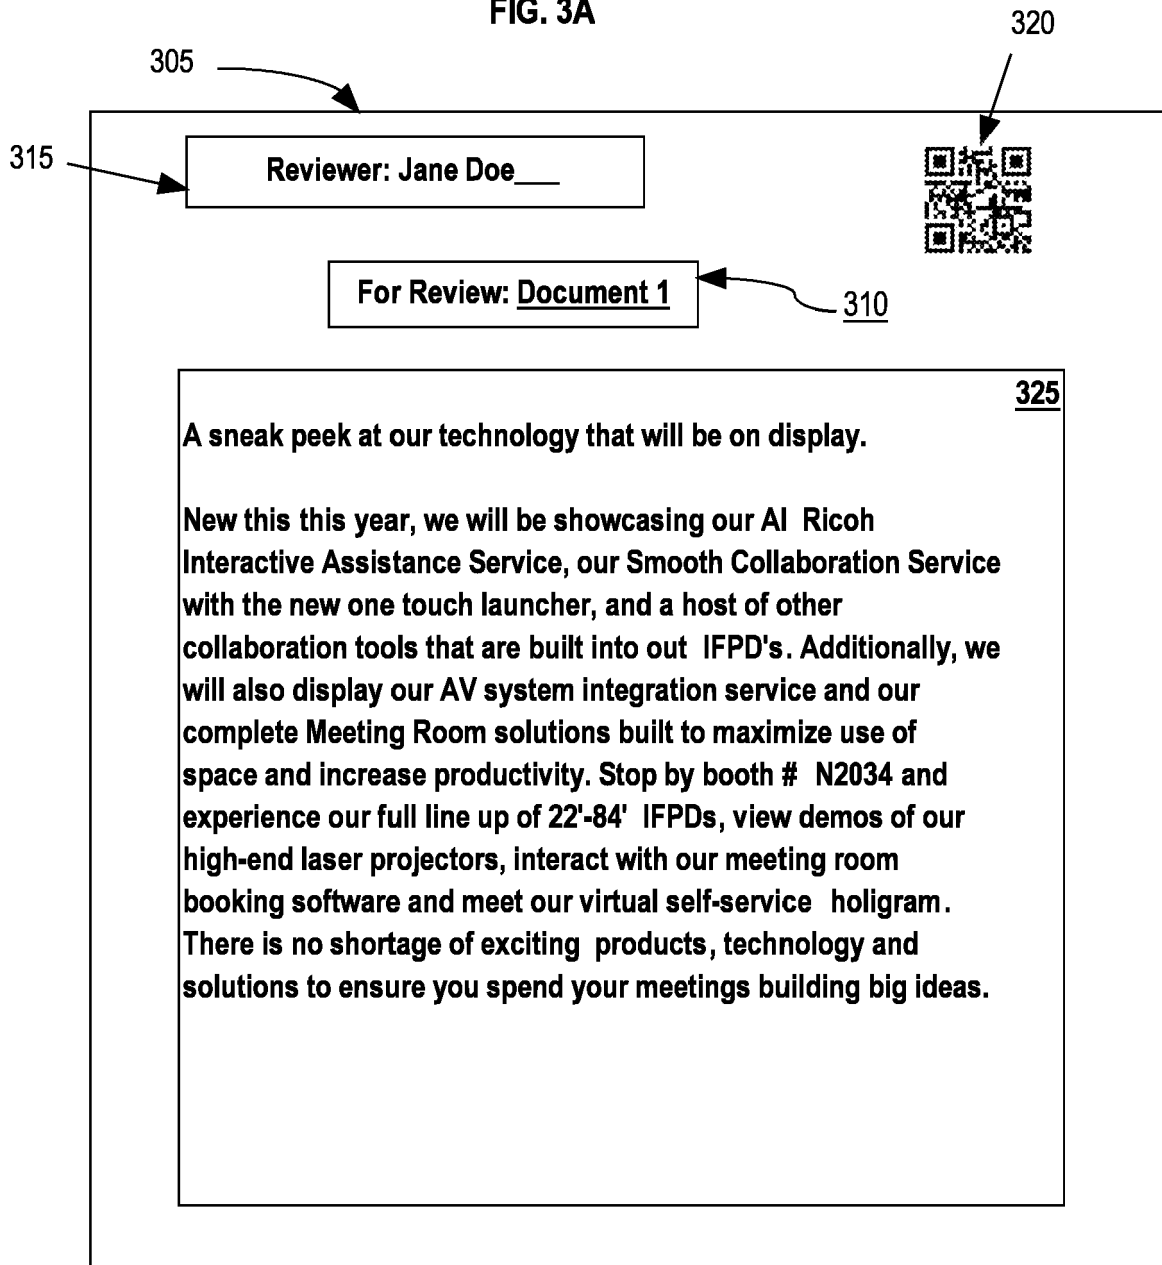 FIG. 3A
320
305
315
Reviewer: Jane Doe___
For Review: Document 1
310
325
A sneak peek at our technology that will be on display.
New this this year, we will be showcasing our AI Ricoh
Interactive Assistance Service, our Smooth Collaboration Service
with the new one touch launcher, and a host of other
collaboration tools that are built into out IFPD's. Additionally, we
will also display our AV system integration service and our
complete Meeting Room solutions built to maximize use of
space and increase productivity. Stop by booth # N2034 and
experience our full line up of 22'-84' IFPDs, view demos of our
high-end laser projectors, interact with our meeting room
booking software and meet our virtual self-service holigram.
There is no shortage of exciting products, technology and
solutions to ensure you spend your meetings building big ideas.